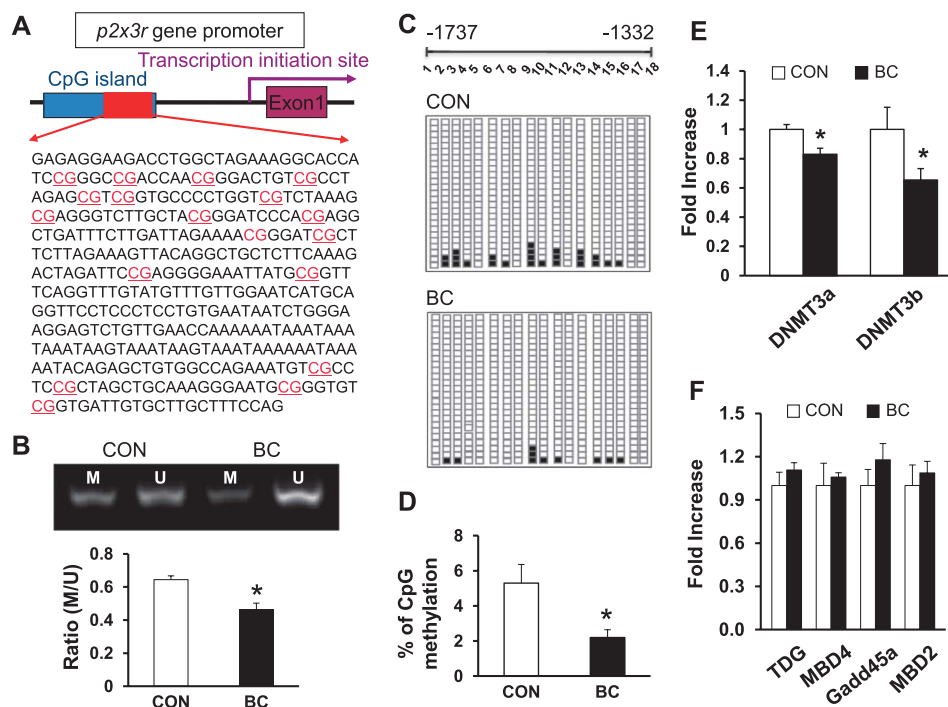 A
p2x3r gene promoter
Transcription initiation site
CpG island
Exon1
GAGAGGAAGACCTGGCTAGAAAGGCACCA
TCCGGGCCGACCAACGGGACTGTCGCCT
AGAGCGTCGGTGCCCCTGGTCGTCTAAAG
CGAGGGTCTTGCTACGGGATCCCACGAGG
CTGATTTCTTGATTAGAAAACGGGATCGCT
TCTTAGAAAGTTACAGGCTGCTCTTCAAAG
ACTAGATTCCGAGGGGAAATTATGCGGTT
TCAGGTTTGTATGTTTGTTGGAATCATGCA
GGTTCCTCCCTCCTGTGAATAATCTGGGA
AGGAGTCTGTTGAACCAAAAAATAAATAAA
TAAATAAGTAAATAAGTAAATAAAAAATAAA
AATACAGAGCTGTGGCCAGAAATGTCGCC
TCCGCTAGCTGCAAAGGGAATGCGGGTGT
CGGTGATTGTGCTTGCTTTCCAG
B
CON BC
M U M U
Ratio (M/U)
0.8
0.6
0.4
0.2
0
*
CON BC
C
-1737 -1332
1 2 3 4 5 6 7 8 9 10 11 12 13 14 15 16 17 18
CON
BC
D
% of CpG
methylation
8
6
4
2
0
*
CON BC
E
CON BC
Fold Increase
1.4
1.2
1
0.8
0.6
0.4
0.2
0
* *
DNMT3a DNMT3b
F
CON BC
Fold Increase
1.5
1.2
0.9
0.6
0.3
0.0
TDG MBD4 Gadd45a MBD2